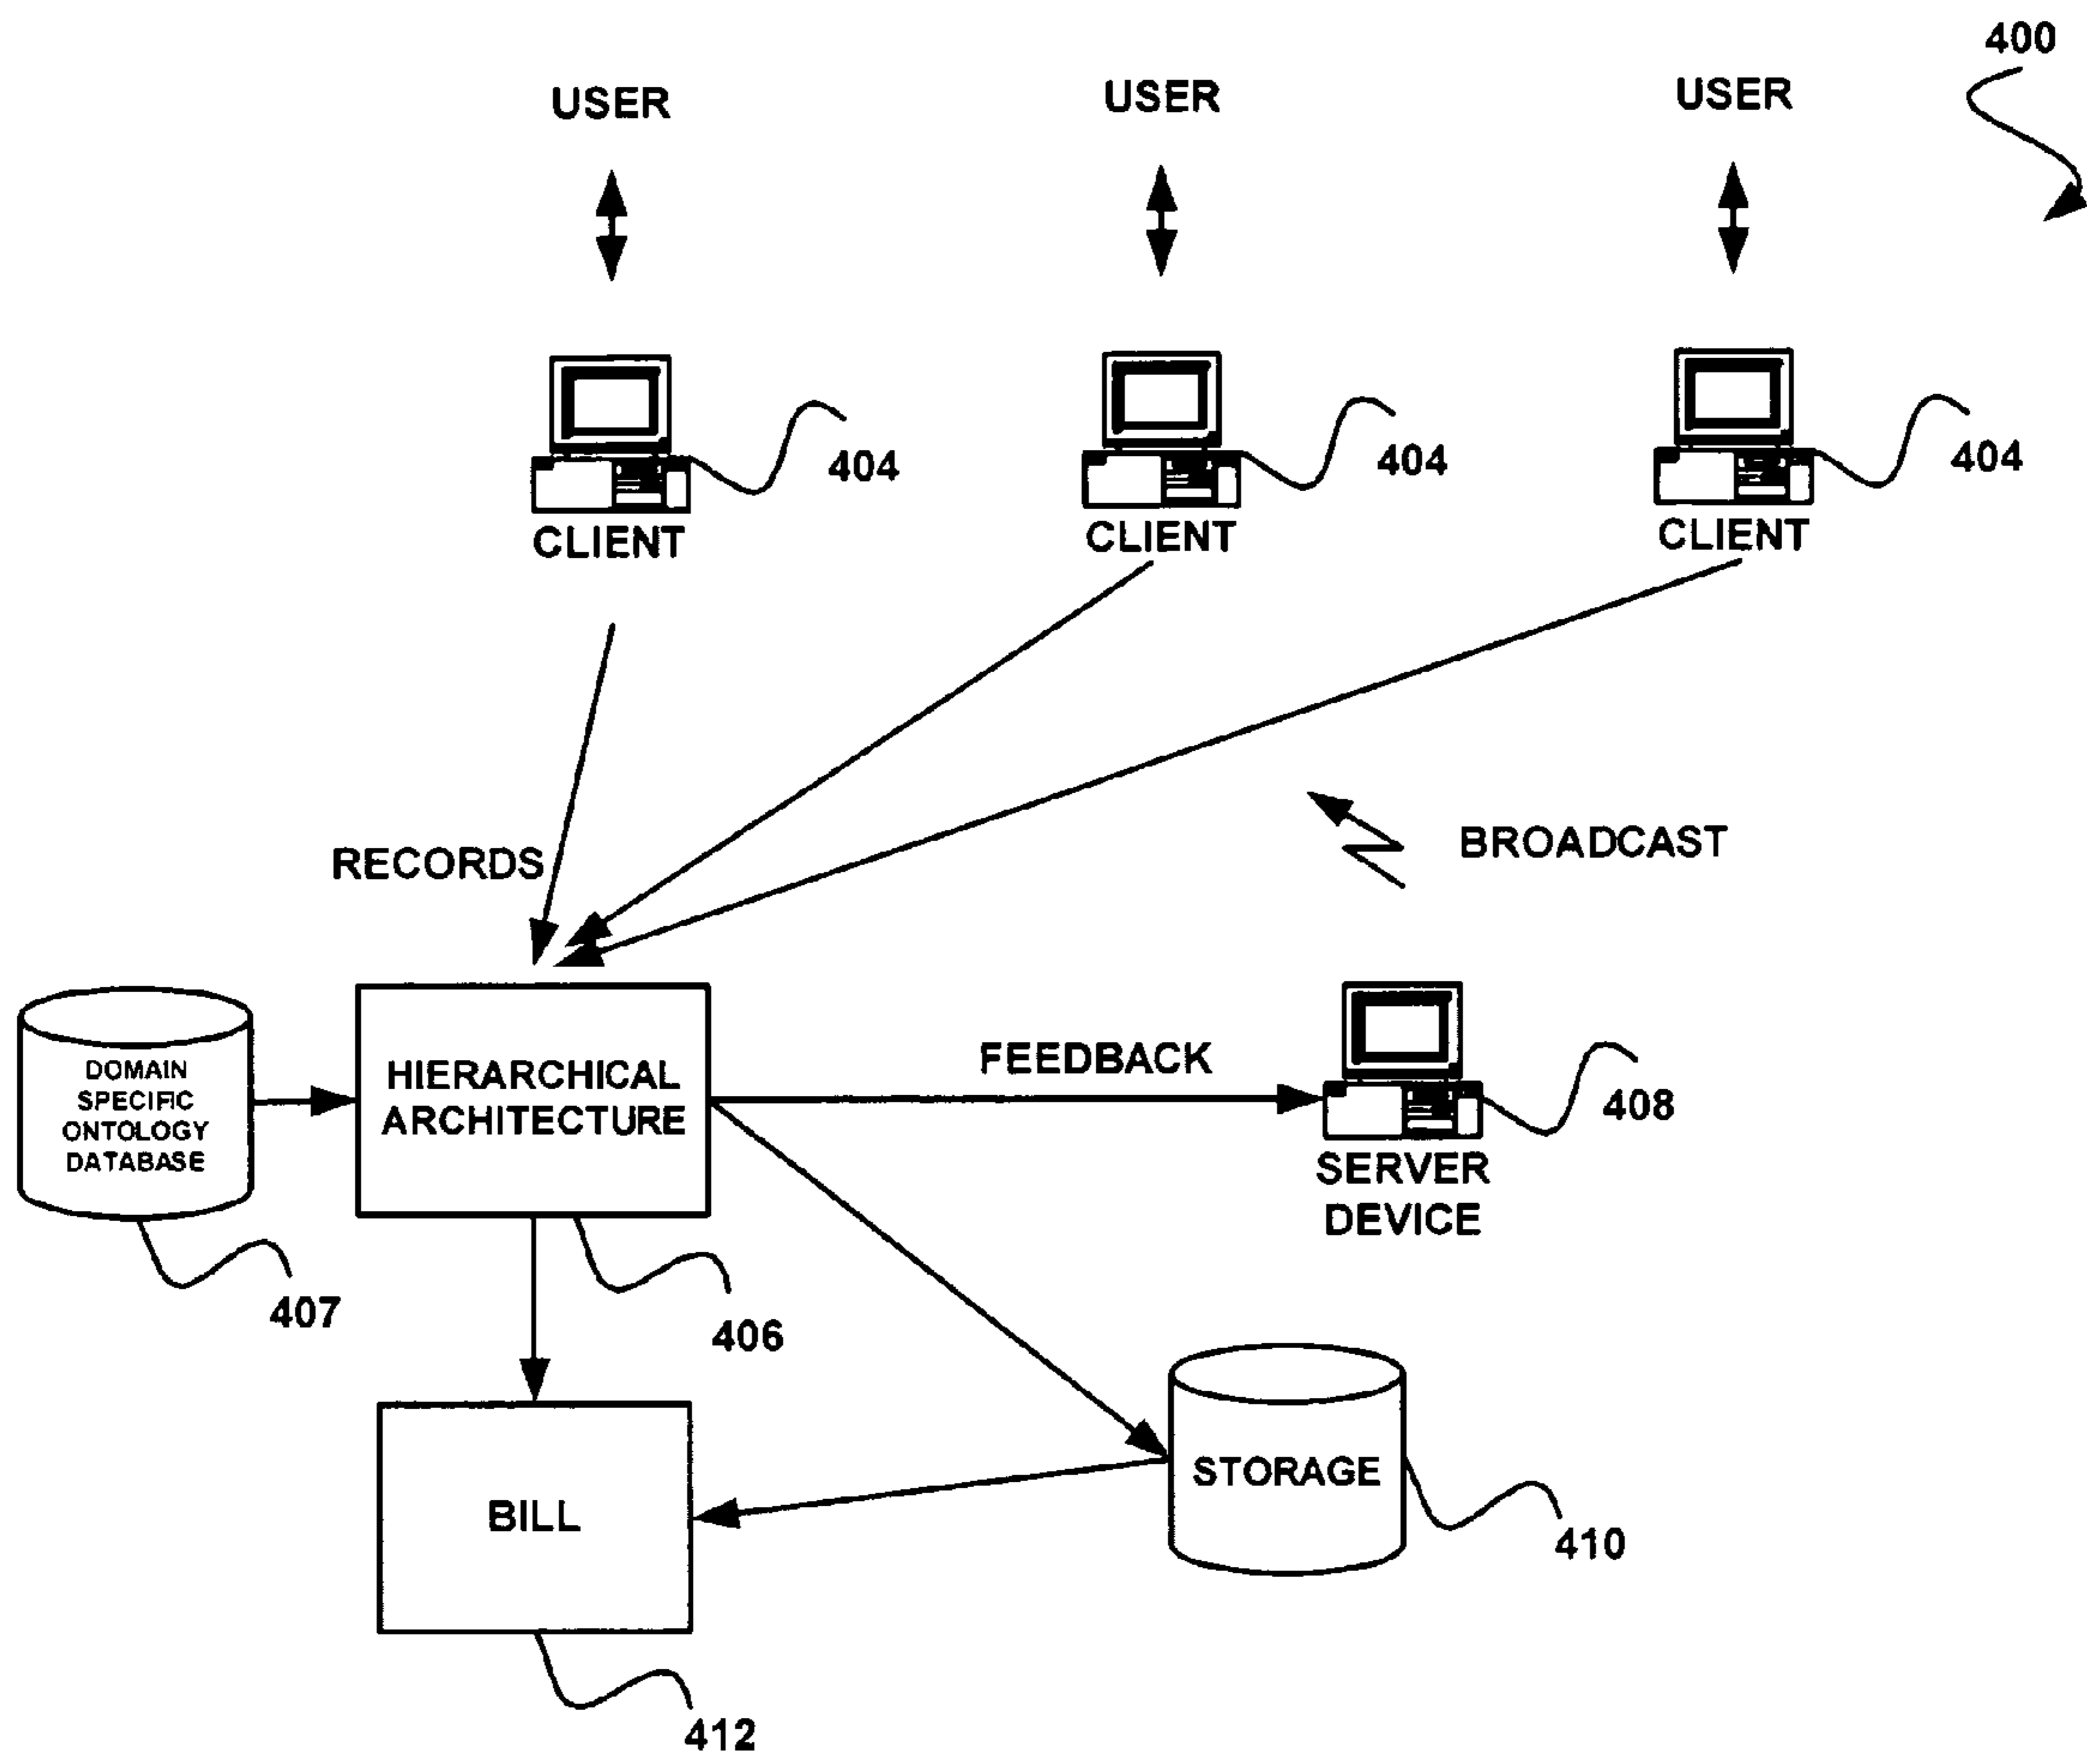 400
USER
USER
USER
404
404
404
CLIENT
CLIENT
CLIENT
RECORDS
BROADCAST
DOMAIN
SPECIFIC
ONTOLOGY
DATABASE
HIERARCHICAL
ARCHITECTURE
FEEDBACK
408
SERVER
DEVICE
407
406
STORAGE
BILL
410
412